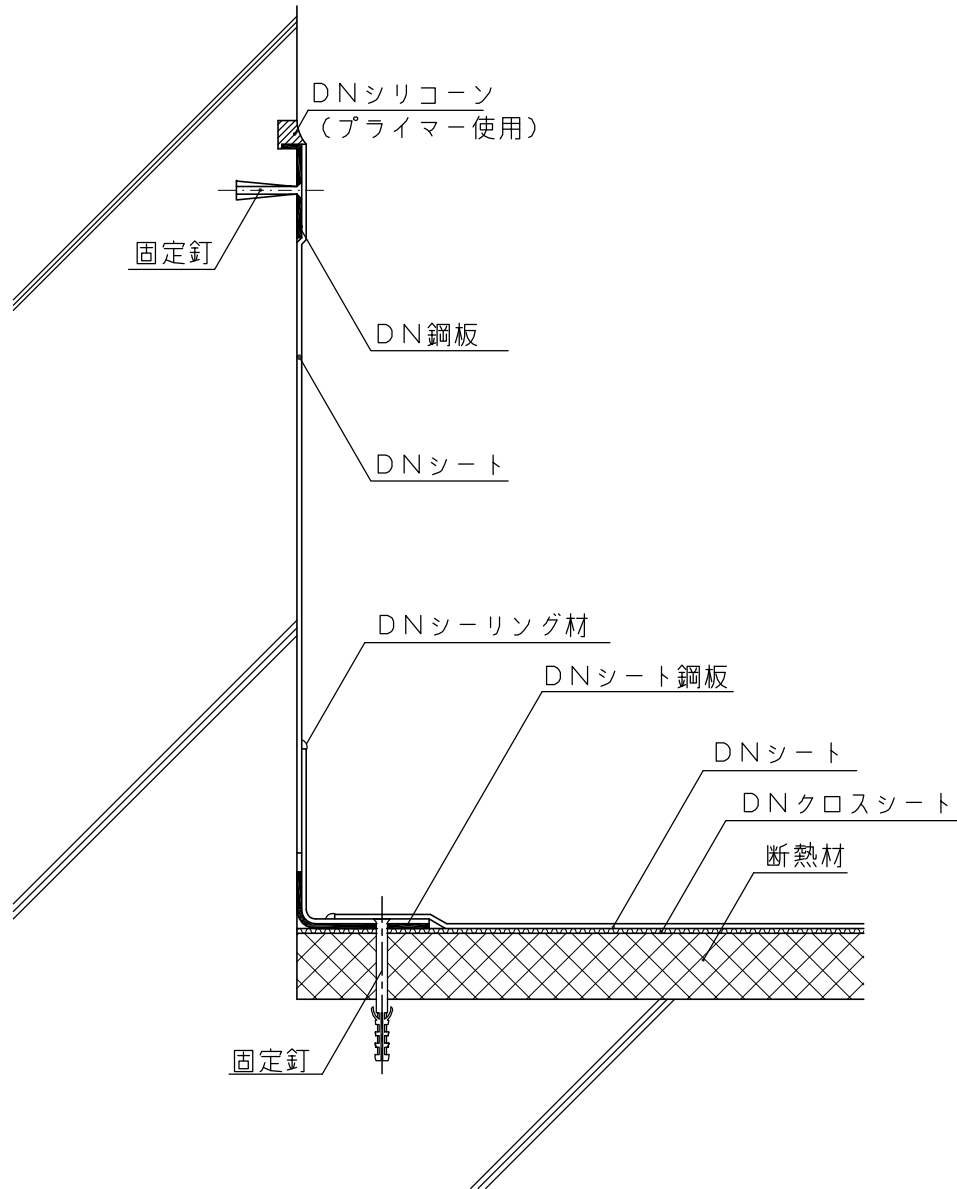 DNシリコーン
(プライマー使用)
固定釘
DN鋼板
DNシート
DNシーリング材
DNシート鋼板
DNシート
DNクロスシート
断熱材
固定釘